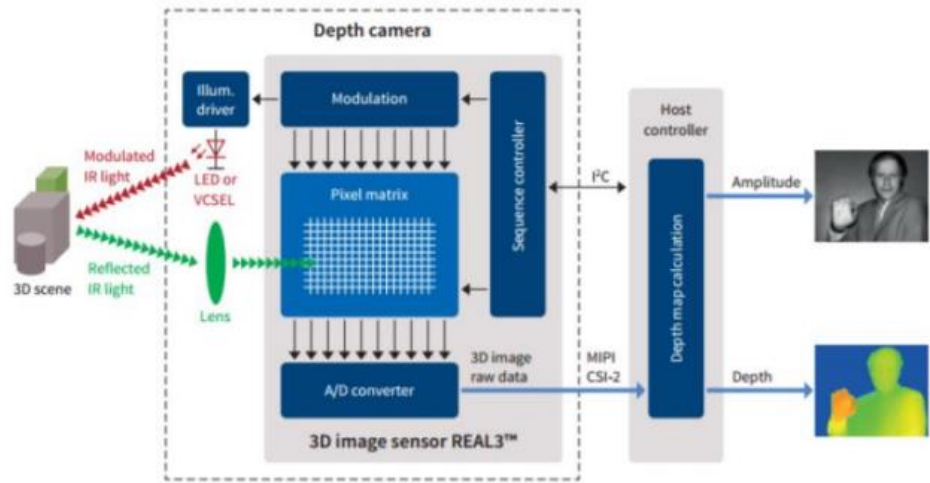 Depth camera
Illum.
driver
Modulation
Host
controller
Modulated
IR light
LED or
VCSEL
Pixel matrix
Sequence controller
I²C
Amplitude
Depth map calculation
3D scene
Reflected
IR light
Lens
3D image
raw data
MIPI
CSI-2
Depth
A/D converter
3D image sensor REAL3™